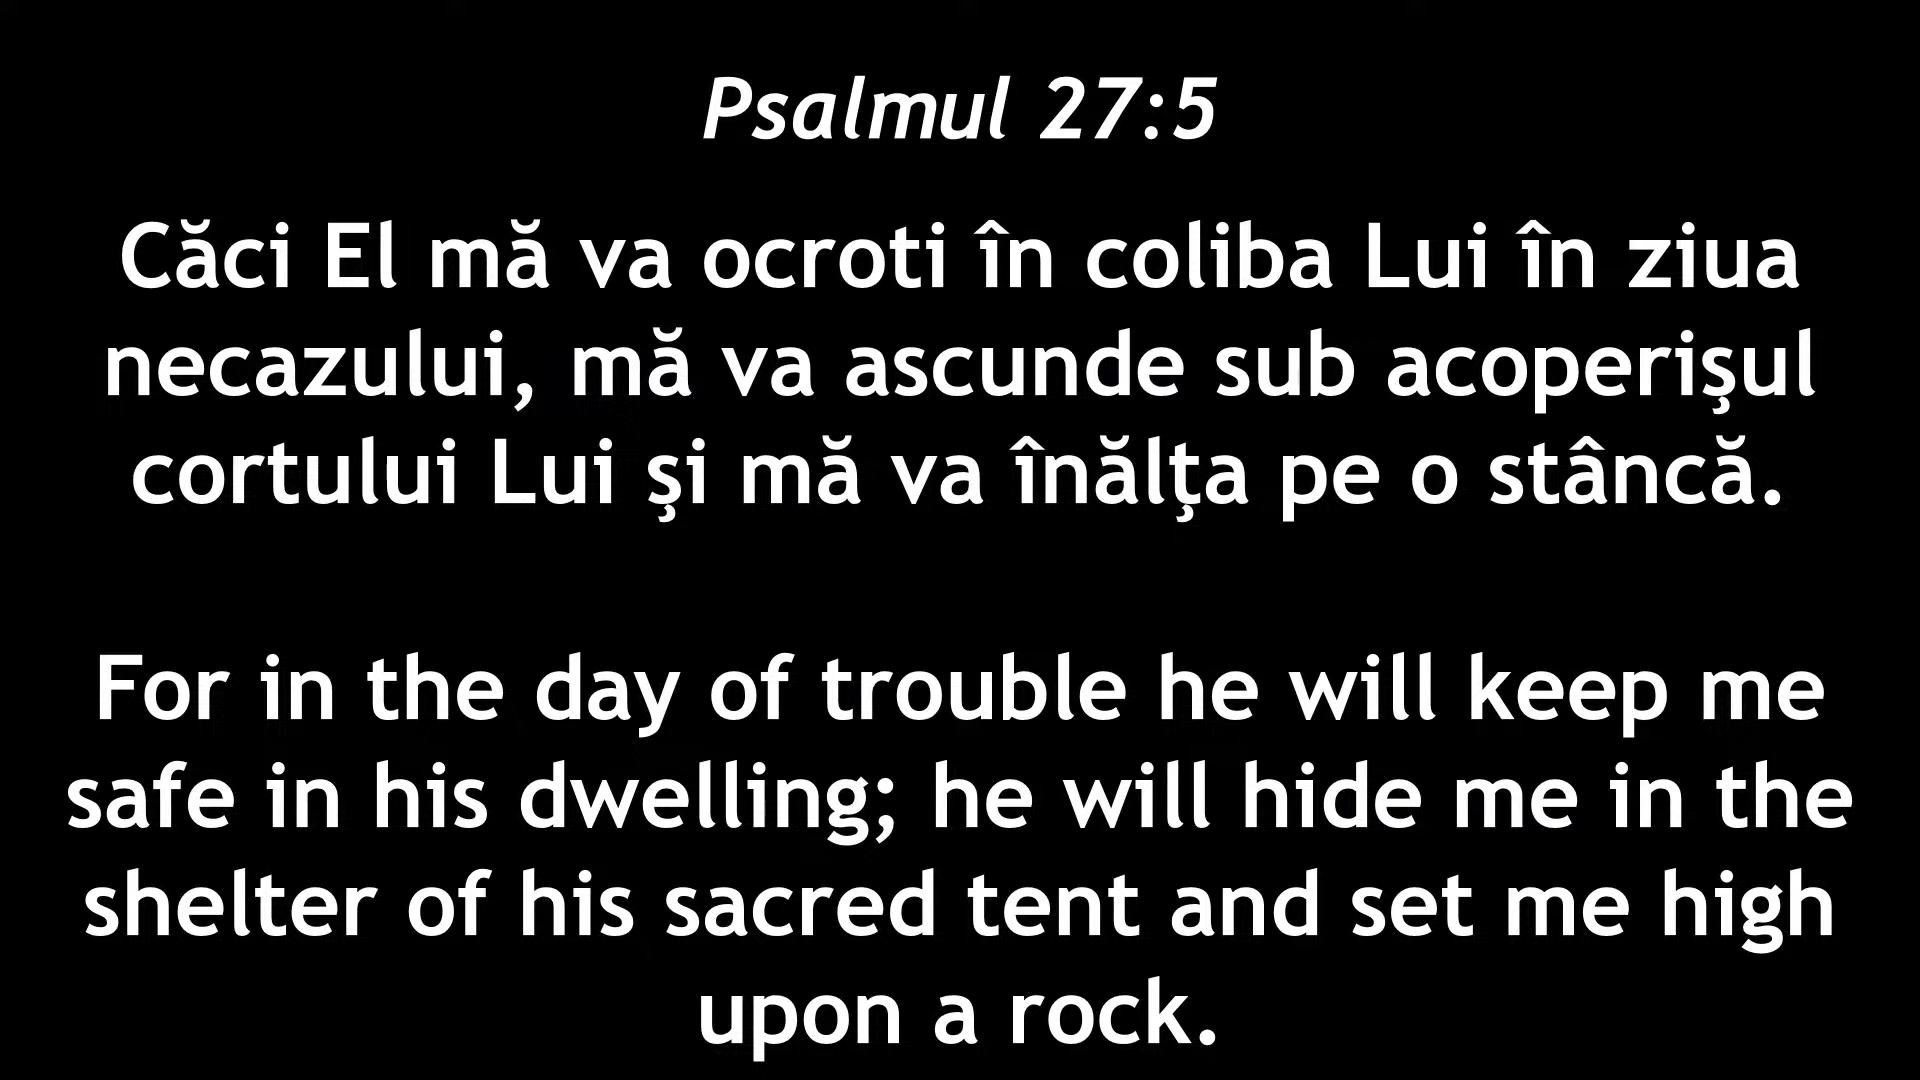 Psalmul 27:5
Căci El mă va ocroti în coliba Lui în ziua
necazului, mă va ascunde sub acoperişul
cortului Lui şi mă va înălţa pe o stâncă.
For in the day of trouble he will keep me
safe in his dwelling; he will hide me in the
shelter of his sacred tent and set me high
upon a rock.